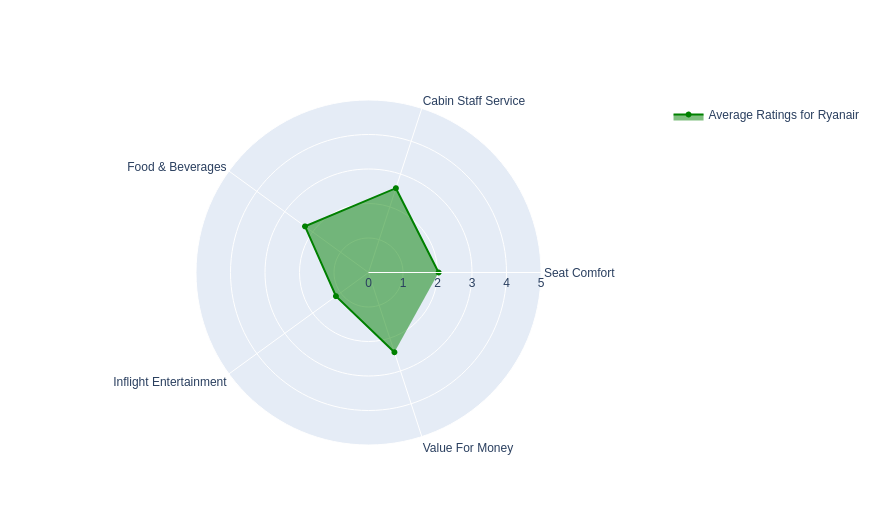 Cabin Staff Service
Average Ratings for Ryanair
Food & Beverages
Seat Comfort
0 1 2 3 4 5
Inflight Entertainment
Value For Money